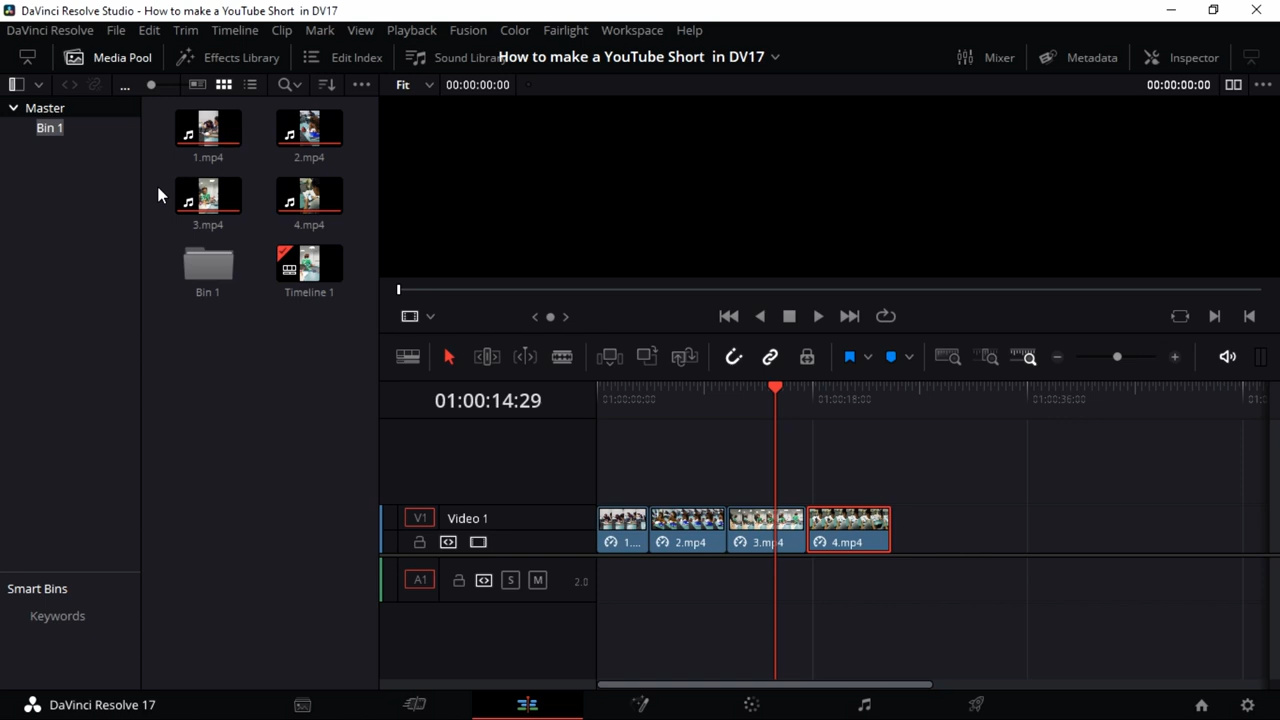 DaVinci Resolve Studio - How to make a YouTube Short in DV17
DaVinci Resolve File Edit Trim Timeline Clip Mark View Playback Fusion Color Fairlight Workspace Help
Media Pool Effects Library Edit Index Sound Library How to make a YouTube Short in DV17 Mixer Metadata Inspector
... Fit 00:00:00:00 00:00:00:00
Master
Bin 1
1.mp4 2.mp4
3.mp4 4.mp4
Bin 1 Timeline 1
01:00:14:29
01:00:00:00 01:00:18:00 01:00:36:00
V1 Video 1
1.... 2.mp4 3.mp4 4.mp4
A1 S M 2.0
Smart Bins
Keywords
DaVinci Resolve 17